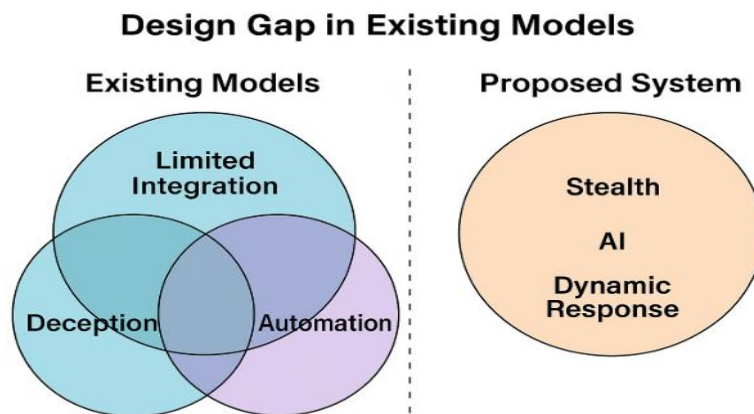 Design Gap in Existing Models
Existing Models
Limited
Integration
Deception
Automation
Proposed System
Stealth
AI
Dynamic
Response